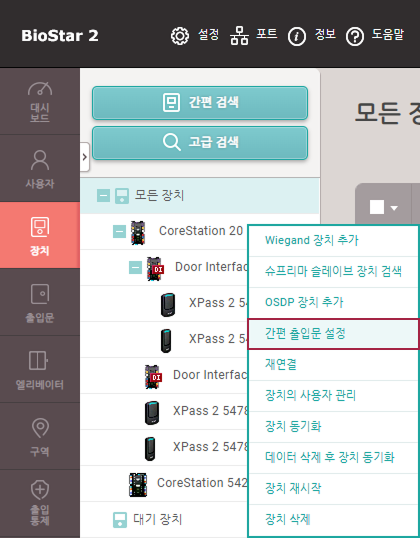 BioStar 2
설정
포트
정보
도움말
대시
보드
사용자
장치
출입문
엘리베이터
구역
출입
통제
간편 검색
고급 검색
모든 장
모든 장치
CoreStation 20
DI
Door Interfac
XPass 2 54
XPass 2 54
DI
Door Interfac
XPass 2 5478
XPass 2 5478
CoreStation 542
대기 장치
Wiegand 장치 추가
슈프리마 슬레이브 장치 검색
OSDP 장치 추가
간편 출입문 설정
재연결
장치의 사용자 관리
장치 동기화
데이터 삭제 후 장치 동기화
장치 재시작
장치 삭제